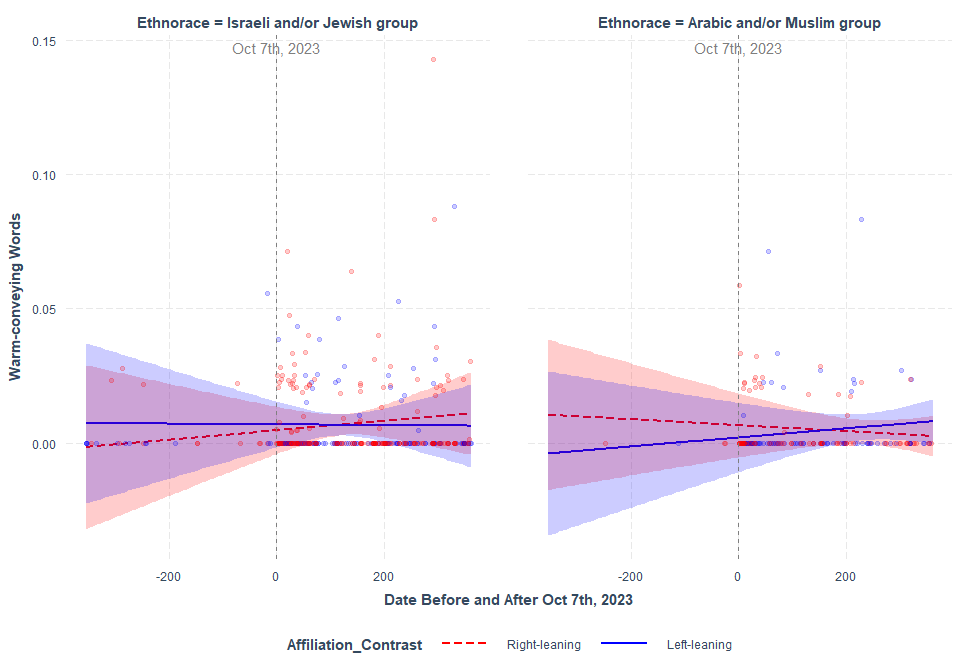 Ethnorace = Israeli and/or Jewish group
Ethnorace = Arabic and/or Muslim group
0.15
Oct 7th, 2023
Oct 7th, 2023
0.10
Warm-conveying Words
0.05
0.00
-200
0
200
-200
0
200
Date Before and After Oct 7th, 2023
Affiliation_Contrast
Right-leaning
Left-leaning